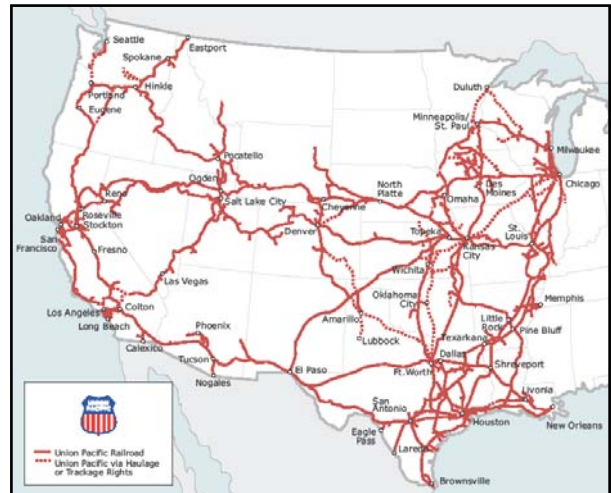 Seattle
Eastport
Spokane
Hinkle
Portland
Eugene
Duluth
Minneapolis/
St. Paul
Milwaukee
Chicago
Pocatello
Ogden
Salt Lake City
Reno
Roseville
Oakland
Stockton
San
Francisco
Fresno
Cheyenne
North
Platte
Omaha
Des
Moines
Denver
Topeka
Kansas
City
St.
Louis
Las Vegas
Wichita
Los Angeles
Colton
Long Beach
Calexico
Phoenix
Tucson
Nogales
El Paso
Amarillo
Lubbock
Oklahoma
City
Little
Rock
Memphis
Pine Bluff
Texarkana
Dallas
Ft.Worth
Shreveport
Livonia
New Orleans
San
Antonio
Houston
Eagle
Pass
Laredo
Brownsville
UNION
PACIFIC
Union Pacific Railroad
Union Pacific via Haulage
or Trackage Rights